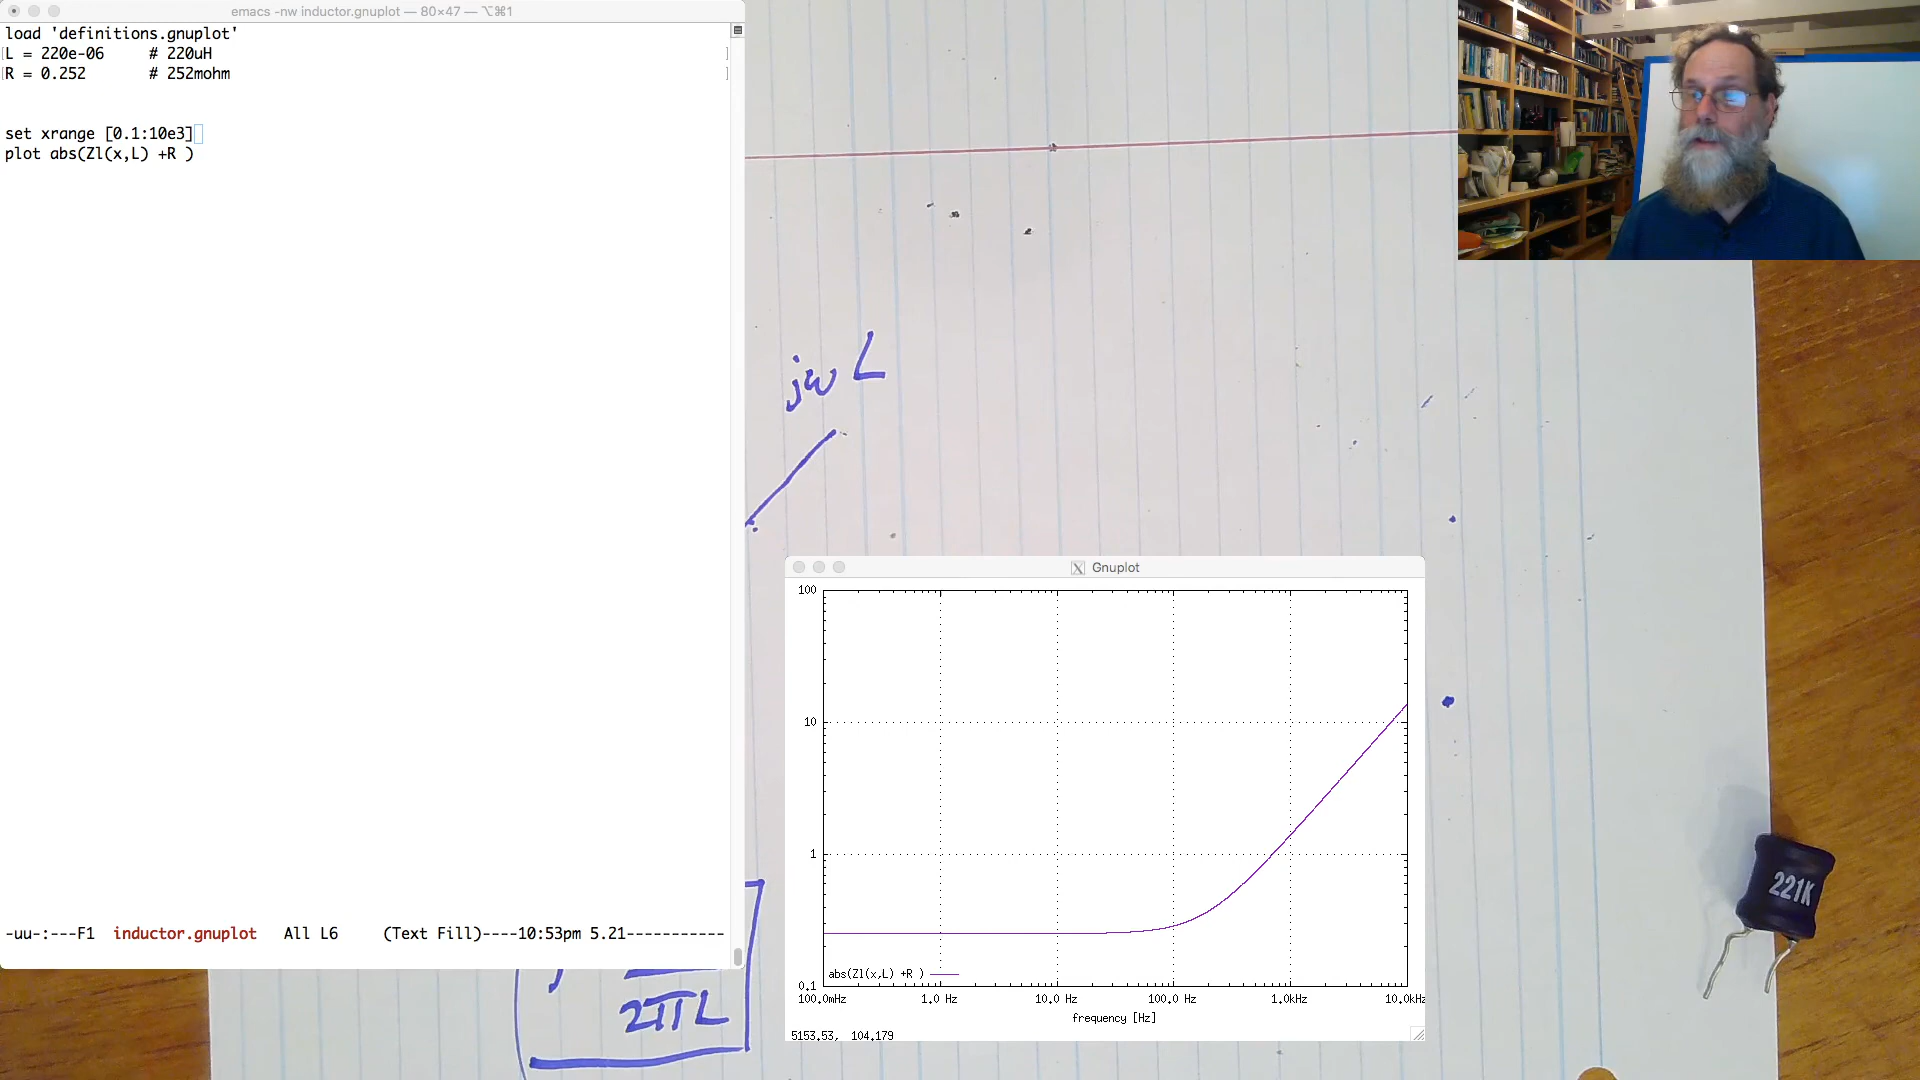 emacs -nw inductor.gnuplot — 80×47 — ⌥⌘1
load 'definitions.gnuplot'
L = 220e-06     # 220uH
R = 0.252       # 252mohm
set xrange [0.1:10e3]
plot abs(Zl(x,L) +R )
-uu-:---F1  inductor.gnuplot   All L6     (Text Fill)----10:53pm 5.21-----------
jω L
2πL
Gnuplot
100
10
1
0.1
abs(Zl(x,L) +R )
100.0mHz 1.0 Hz 10.0 Hz 100.0 Hz 1.0kHz 10.0kHz
frequency [Hz]
5153.53, 104.179
221K